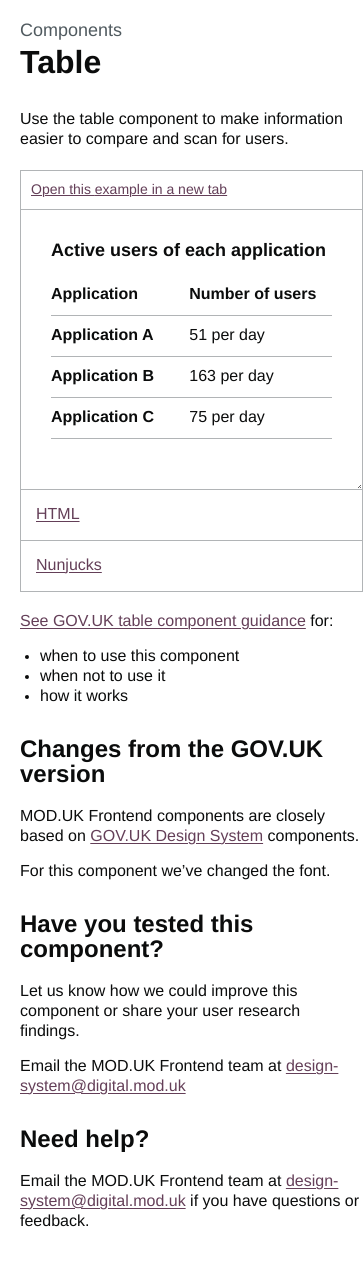 Components
Table
Use the table component to make information
easier to compare and scan for users.
Open this example in a new tab
Active users of each application
Application Number of users
Application A 51 per day
Application B 163 per day
Application C 75 per day
HTML
Nunjucks
See GOV.UK table component guidance for:
• when to use this component
• when not to use it
• how it works
Changes from the GOV.UK
version
MOD.UK Frontend components are closely
based on GOV.UK Design System components.
For this component we’ve changed the font.
Have you tested this
component?
Let us know how we could improve this
component or share your user research
findings.
Email the MOD.UK Frontend team at design-
system@digital.mod.uk
Need help?
Email the MOD.UK Frontend team at design-
system@digital.mod.uk if you have questions or
feedback.